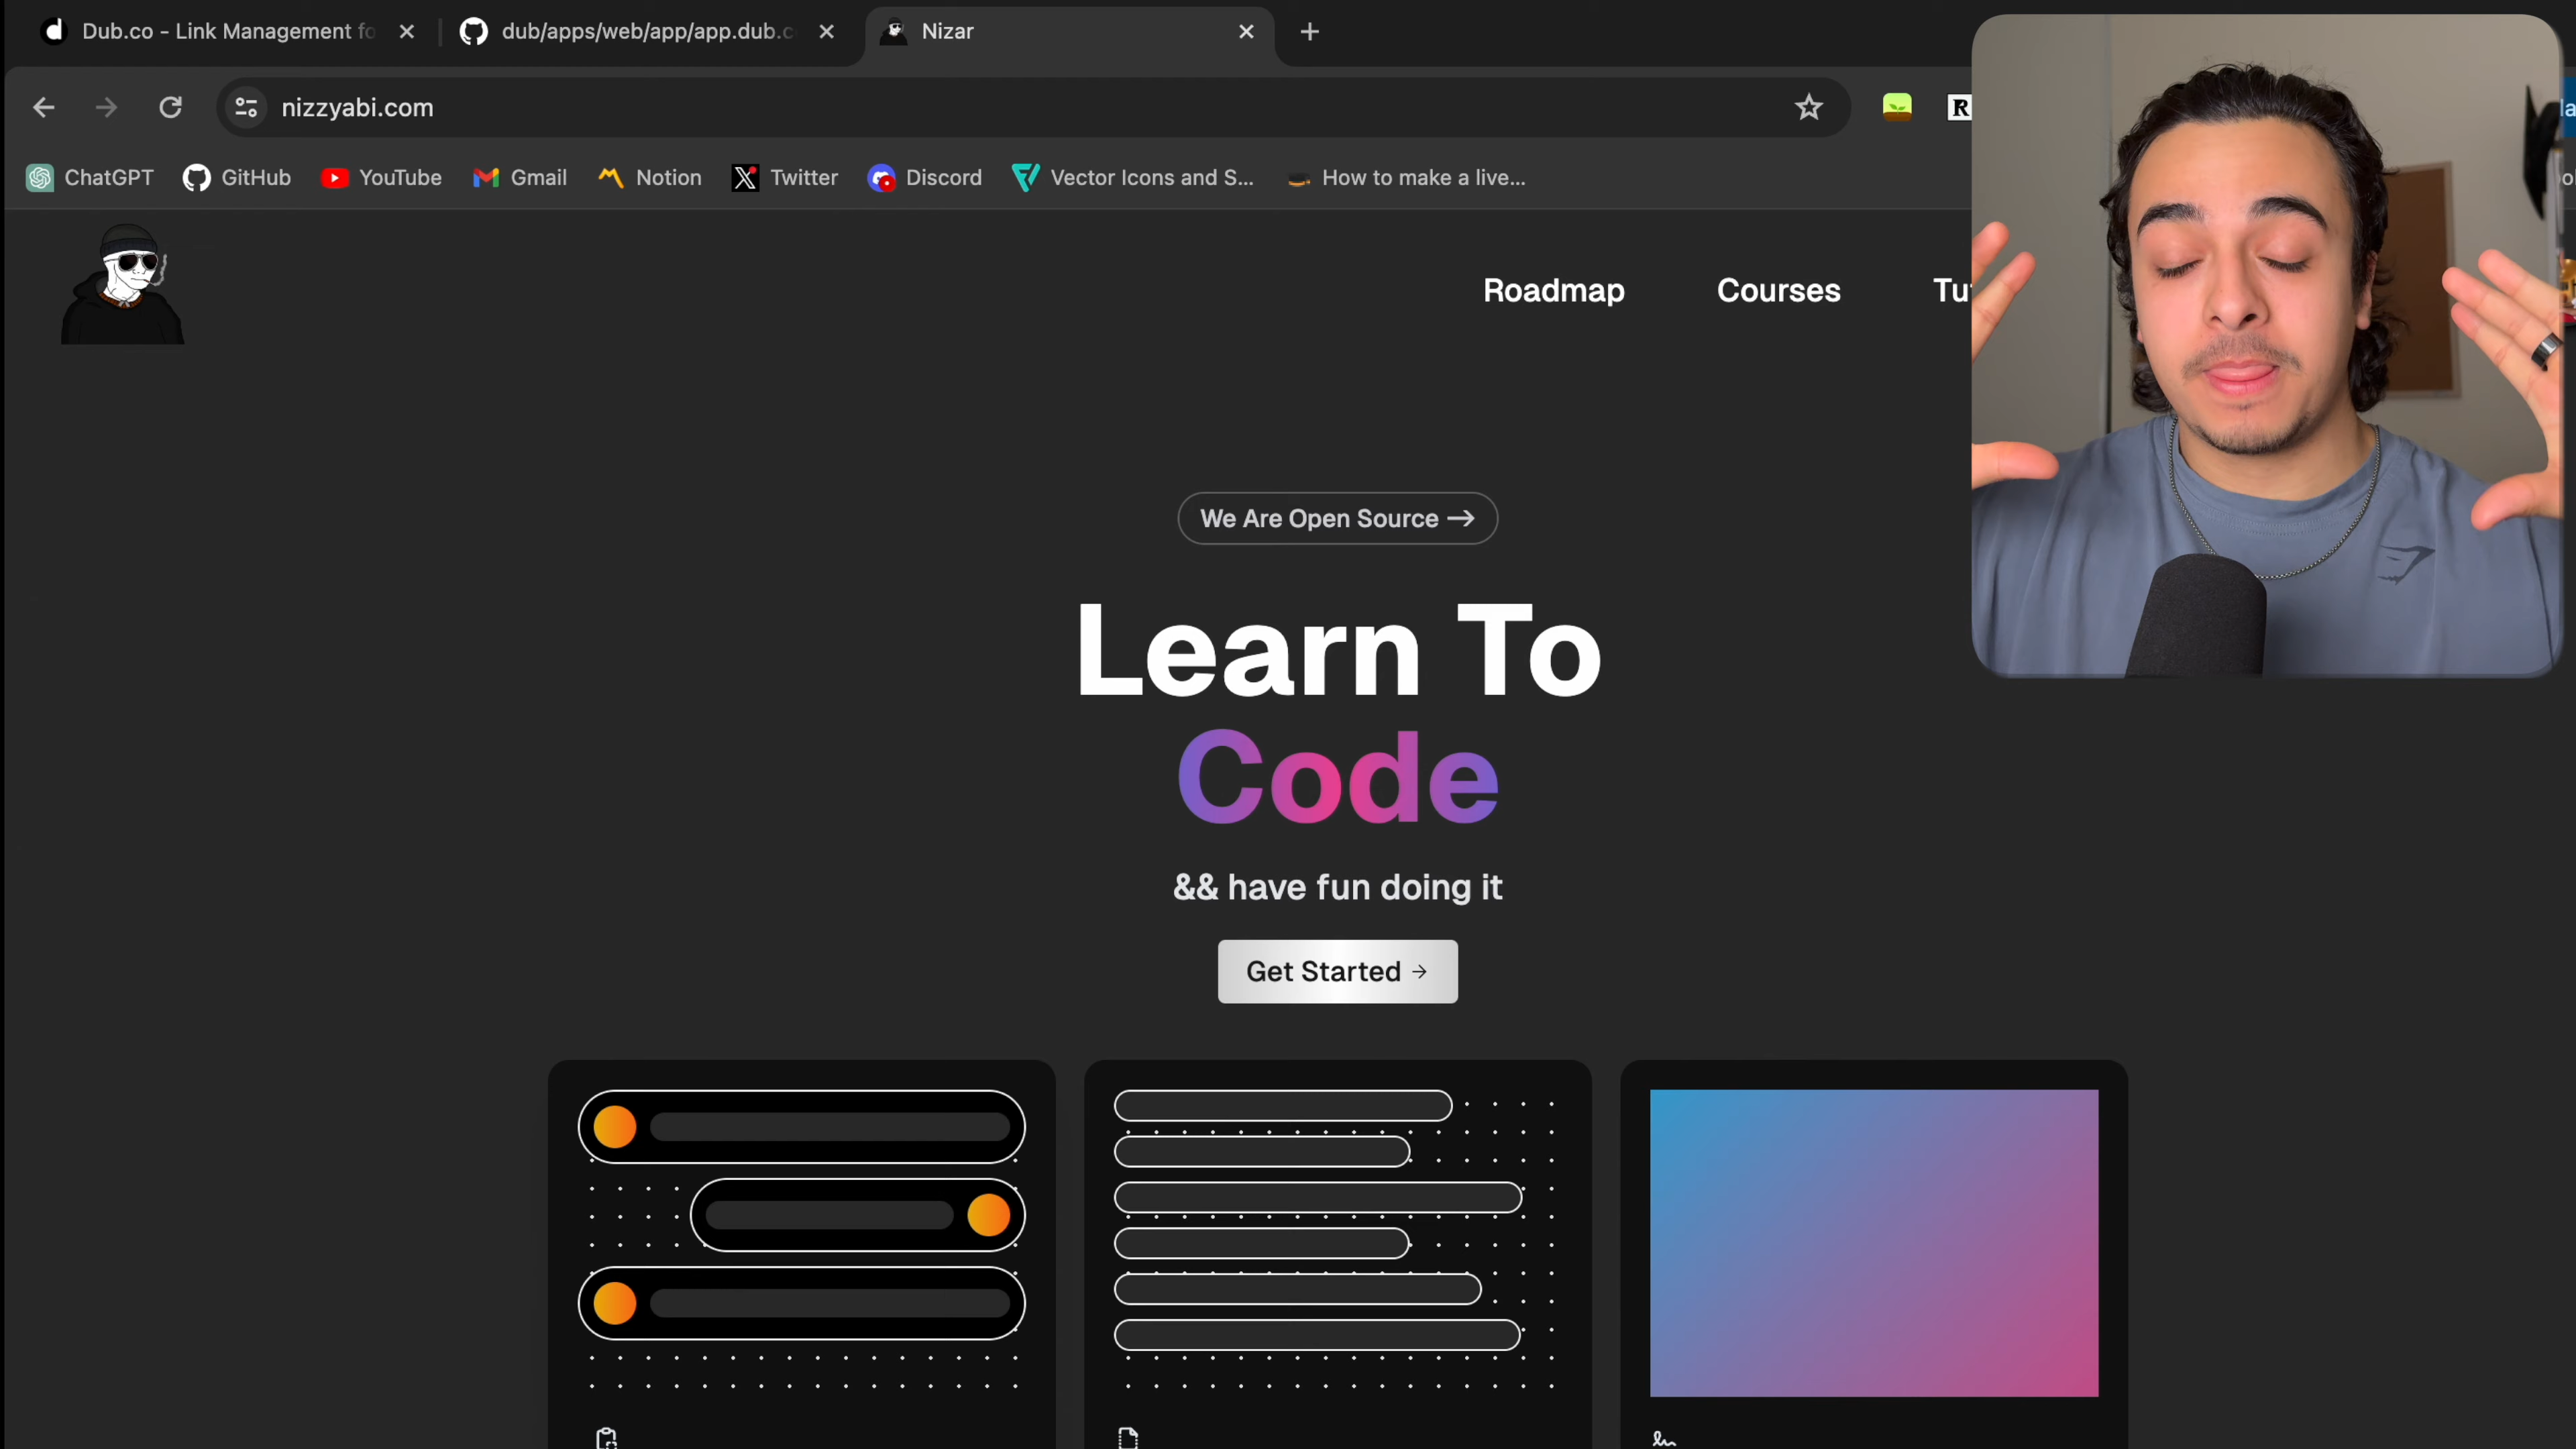 Dub.co - Link Management fo
dub/apps/web/app/app.dub.c
Nizar
nizzyabi.com
R
ChatGPT
GitHub
YouTube
Gmail
Notion
Twitter
Discord
Vector Icons and S...
How to make a live...
Roadmap
Courses
Tu
We Are Open Source →
Learn To
Code
&& have fun doing it
Get Started →